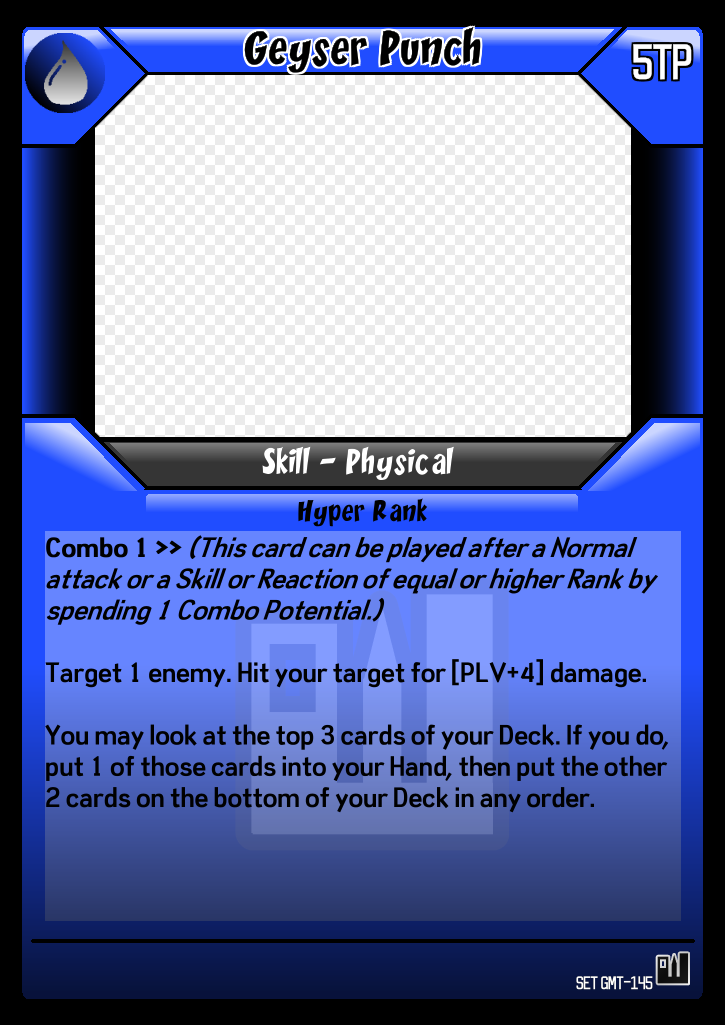 Geyser Punch
5TP
Skill - Physical
Hyper Rank
Combo 1 >> (This card can be played after a Normal
attack or a Skill or Reaction of equal or higher Rank by
spending 1 Combo Potential.)
Target 1 enemy. Hit your target for [PLV+4] damage.
You may look at the top 3 cards of your Deck. If you do,
put 1 of those cards into your Hand, then put the other
2 cards on the bottom of your Deck in any order.
SET GMT-145